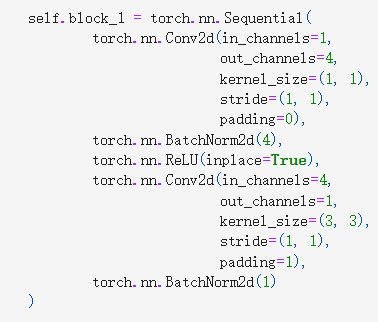 self.block_1 = torch.nn.Sequential(
        torch.nn.Conv2d(in_channels=1,
                        out_channels=4,
                        kernel_size=(1, 1),
                        stride=(1, 1),
                        padding=0),
        torch.nn.BatchNorm2d(4),
        torch.nn.ReLU(inplace=True),
        torch.nn.Conv2d(in_channels=4,
                        out_channels=1,
                        kernel_size=(3, 3),
                        stride=(1, 1),
                        padding=1),
        torch.nn.BatchNorm2d(1)
)